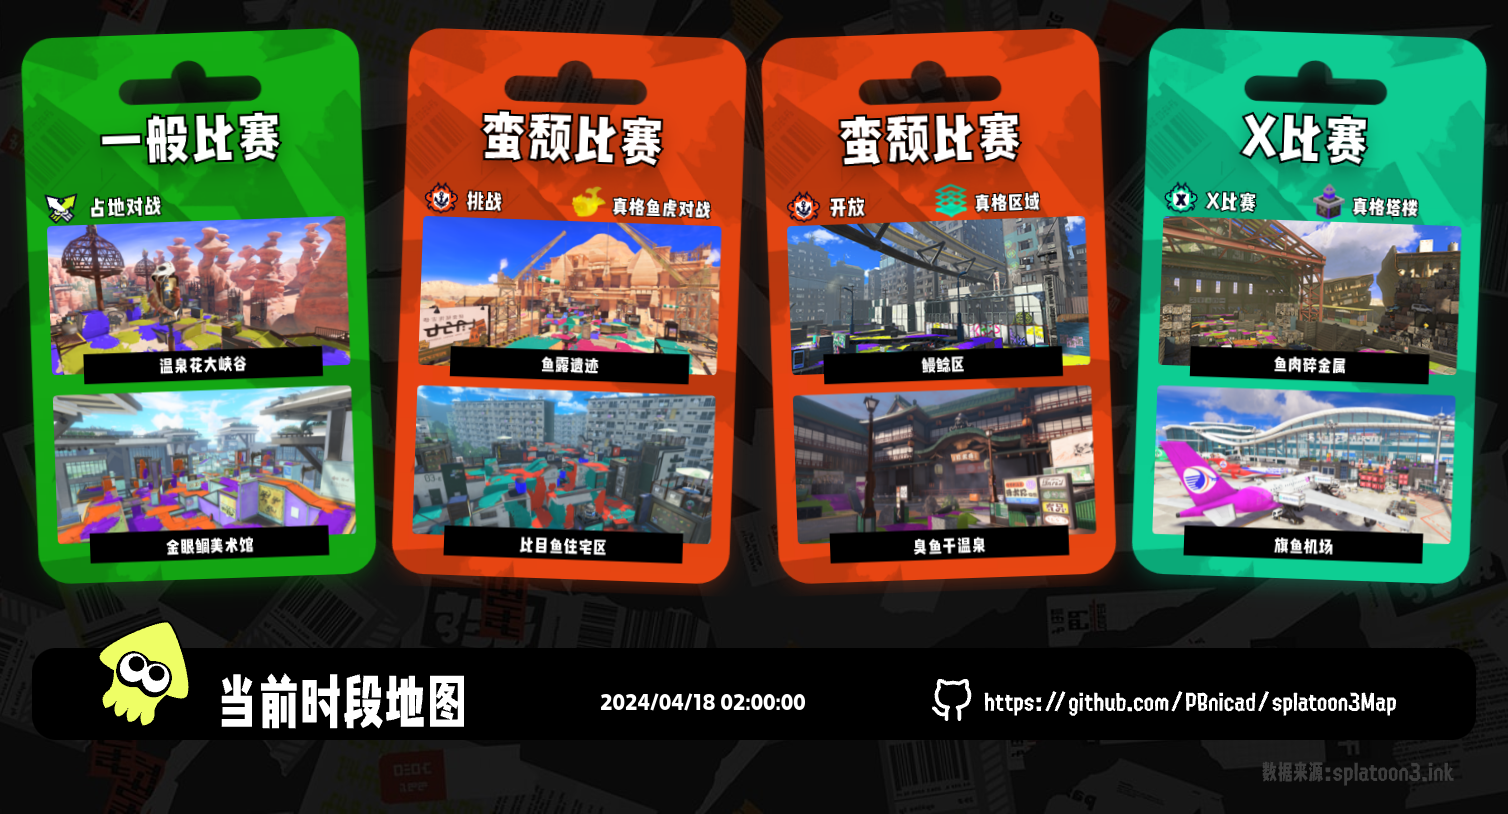 一般比赛
占地对战
温泉花大峡谷
金眼鲷美术馆
蛮颓比赛
挑战
真格鱼虎对战
鱼露遗迹
比目鱼住宅区
蛮颓比赛
开放
真格区域
鳗鲶区
臭鱼干温泉
X比赛
X比赛
真格塔楼
鱼肉碎金属
旗鱼机场
当前时段地图
2024/04/18 02:00:00
https://github.com/PBnicad/splatoon3Map
数据来源:splatoon3.ink